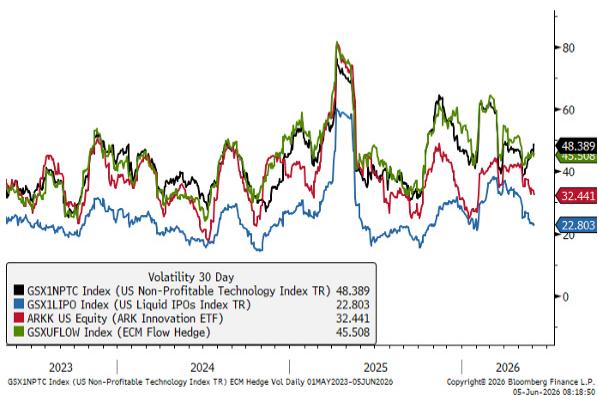 80
60
48.389
45.508
40
32.441
22.803
20
0
Volatility 30 Day
GSX1NPTC Index (US Non-Profitable Technology Index TR) 48.389
GSX1LIPO Index (US Liquid IPOs Index TR) 22.803
ARKK US Equity (ARK Innovation ETF) 32.441
GSXUFLOW Index (ECM Flow Hedge) 45.508
2023 2024 2025 2026
GSX1NPTC Index (US Non-Profitable Technology Index TR) ECM Hedge Vol Daily 01MAY2023-05JUN2026 Copyright© 2026 Bloomberg Finance L.P.
05-Jun-2026 08:18:50